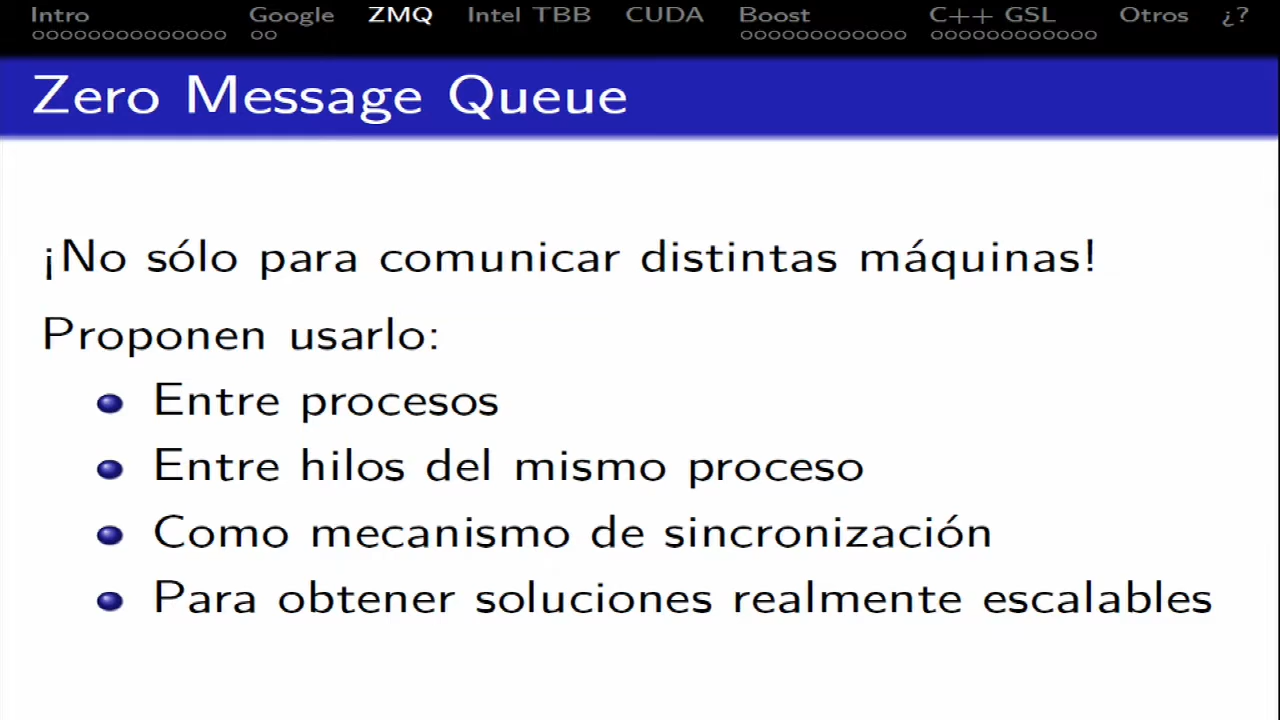 Intro Google ZMQ Intel TBB CUDA Boost C++ GSL Otros ¿?
Zero Message Queue
¡No sólo para comunicar distintas máquinas!
Proponen usarlo:
Entre procesos
Entre hilos del mismo proceso
Como mecanismo de sincronización
Para obtener soluciones realmente escalables